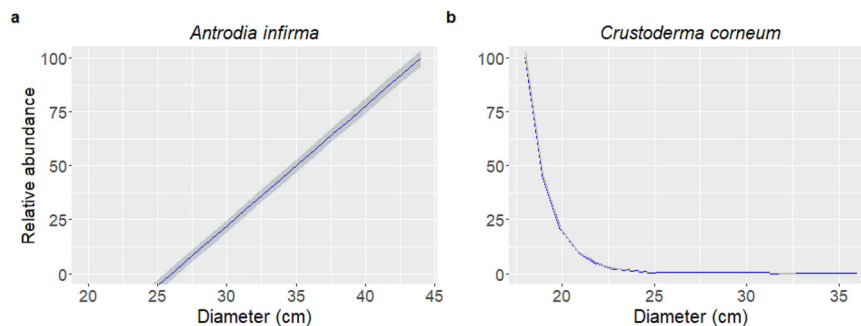 a
Antrodia infirma
100
75
50
25
0
Relative abundance
20 25 30 35 40 45
Diameter (cm)
b
Crustoderma corneum
100
75
50
25
0
20 25 30 35
Diameter (cm)